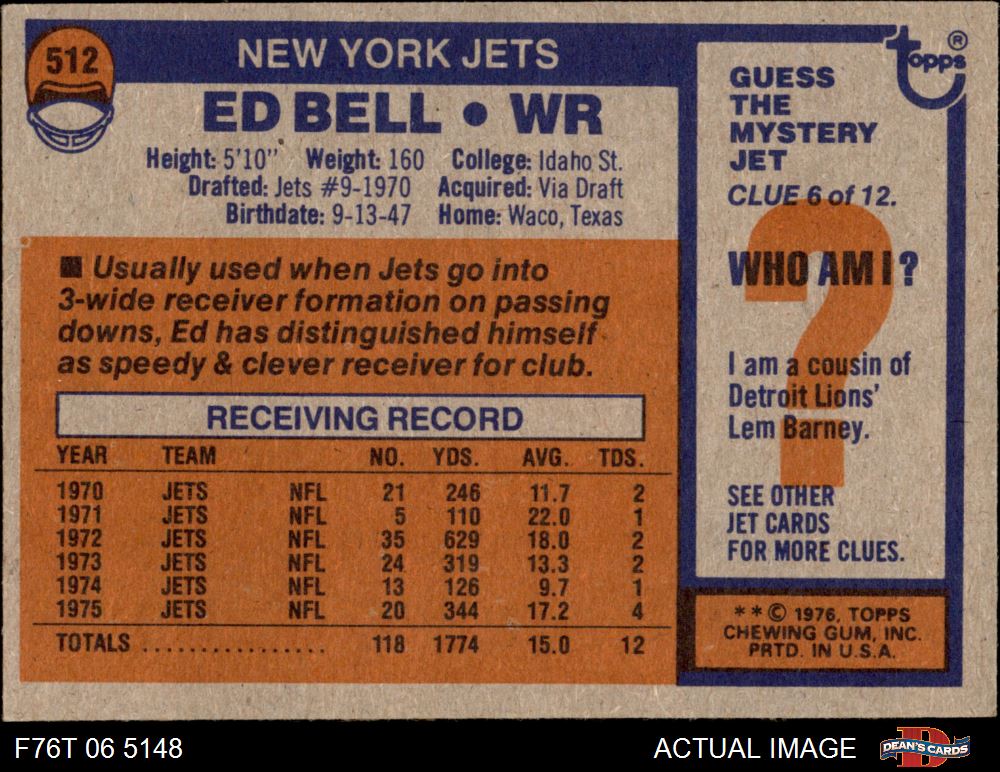 512
NEW YORK JETS
ED BELL • WR
Height: 5'10" Weight: 160 College: Idaho St.
Drafted: Jets #9-1970 Acquired: Via Draft
Birthdate: 9-13-47 Home: Waco, Texas
■ Usually used when Jets go into
3-wide receiver formation on passing
downs, Ed has distinguished himself
as speedy & clever receiver for club.
RECEIVING RECORD
YEAR TEAM NO. YDS. AVG. TDS.
1970 JETS NFL 21 246 11.7 2
1971 JETS NFL 5 110 22.0 1
1972 JETS NFL 35 629 18.0 2
1973 JETS NFL 24 319 13.3 2
1974 JETS NFL 13 126 9.7 1
1975 JETS NFL 20 344 17.2 4
TOTALS ................ 118 1774 15.0 12
topps ®
GUESS
THE
MYSTERY
JET
CLUE 6 of 12.
?
WHO AM I?
I am a cousin of
Detroit Lions'
Lem Barney.
SEE OTHER
JET CARDS
FOR MORE CLUES.
**© 1976, TOPPS
CHEWING GUM, INC.
PRTD. IN U.S.A.
F76T 06 5148
ACTUAL IMAGE
D
DEAN'S CARDS